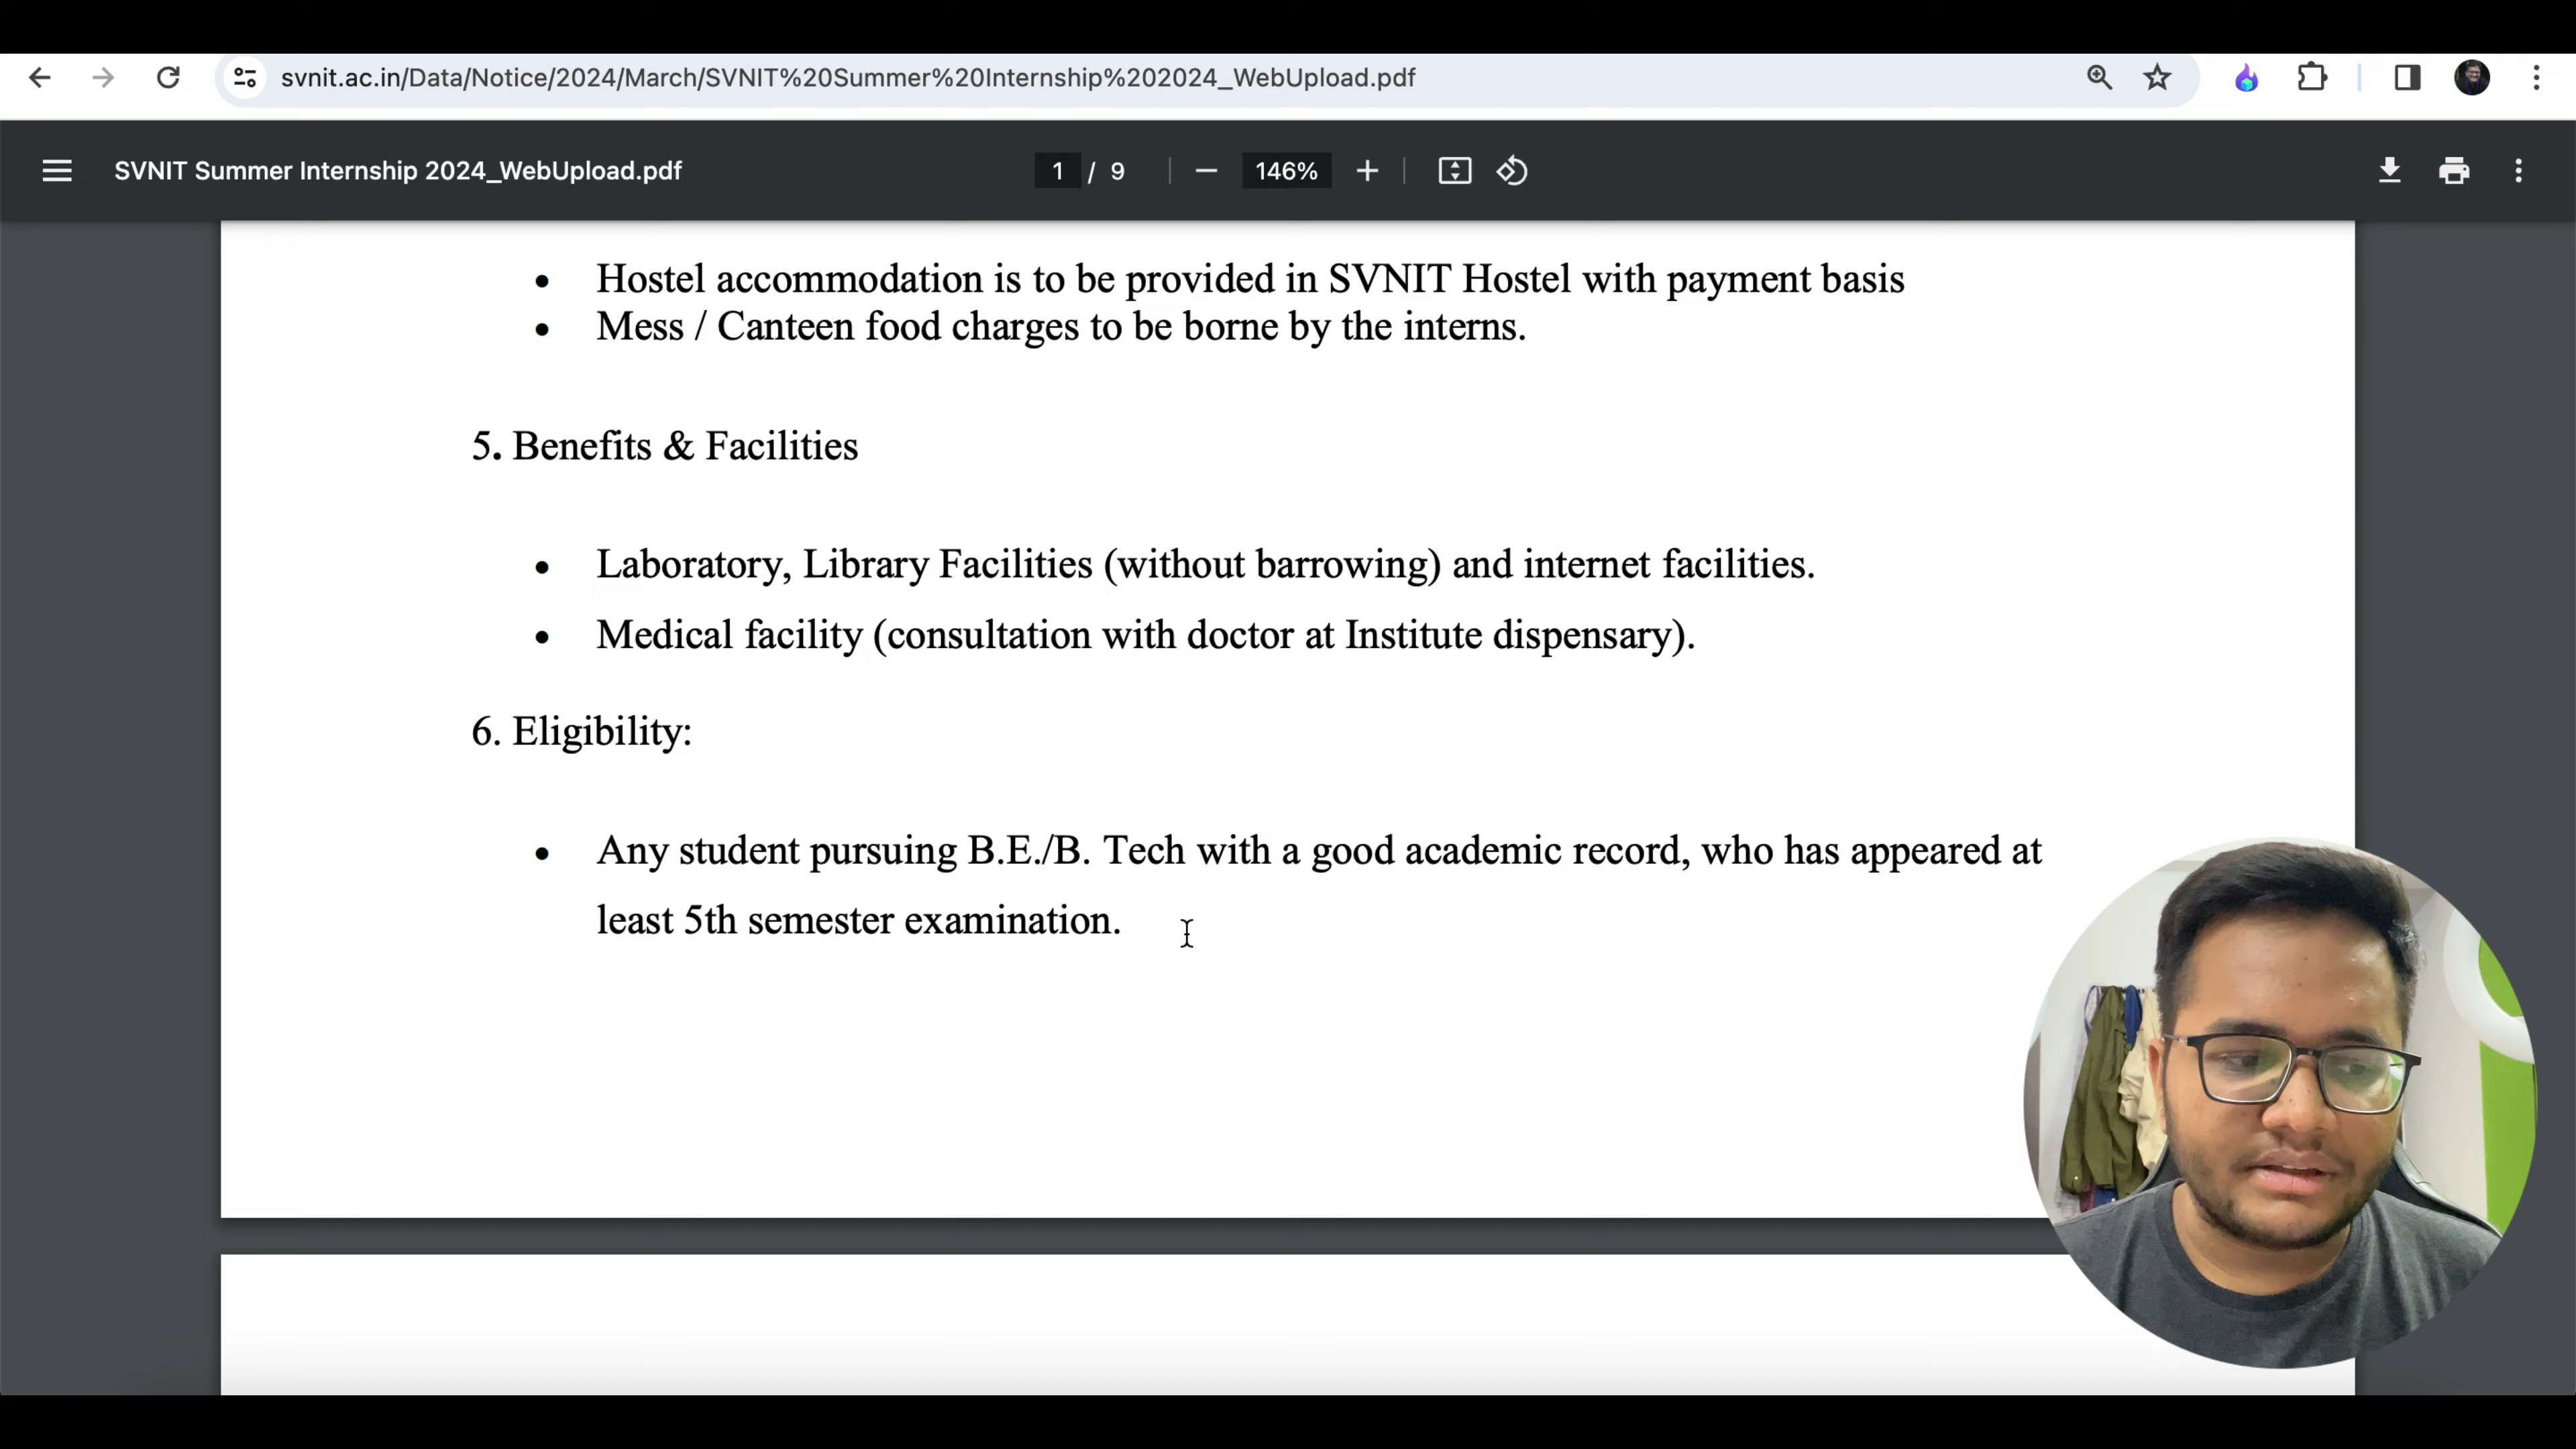 svnit.ac.in/Data/Notice/2024/March/SVNIT%20Summer%20Internship%202024_WebUpload.pdf
SVNIT Summer Internship 2024_WebUpload.pdf
1 / 9
146%
• Hostel accommodation is to be provided in SVNIT Hostel with payment basis
• Mess / Canteen food charges to be borne by the interns.
5. Benefits & Facilities
• Laboratory, Library Facilities (without barrowing) and internet facilities.
• Medical facility (consultation with doctor at Institute dispensary).
6. Eligibility:
• Any student pursuing B.E./B. Tech with a good academic record, who has appeared at
least 5th semester examination.